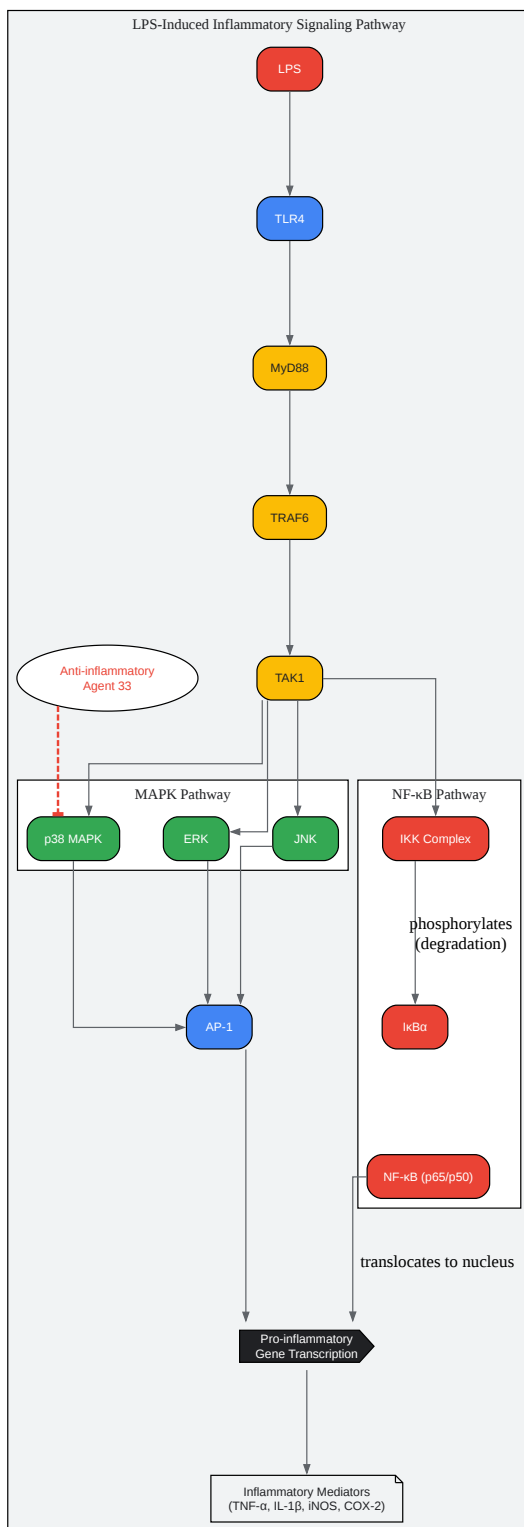 LPS-Induced Inflammatory Signaling Pathway
LPS
TLR4
MyD88
TRAF6
Anti-inflammatory
Agent 33
TAK1
MAPK Pathway
NF-κB Pathway
p38 MAPK
ERK
JNK
IKK Complex
phosphorylates
(degradation)
AP-1
IκBα
NF-κB (p65/p50)
translocates to nucleus
Pro-inflammatory
Gene Transcription
Inflammatory Mediators
(TNF-α, IL-1β, iNOS, COX-2)